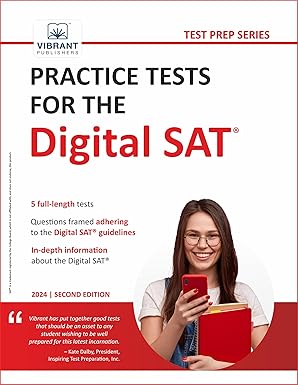 VIBRANT
PUBLISHERS
TEST PREP SERIES
PRACTICE TESTS
FOR THE
Digital SAT®
5 full-length tests
Questions framed adhering
to the Digital SAT® guidelines
In-depth information
about the Digital SAT®
2024 | SECOND EDITION
“ Vibrant has put together good tests
that should be an asset to any
student wishing to be well
prepared for this latest incarnation.
– Kate Dalby, President,
Inspiring Test Preparation, Inc.